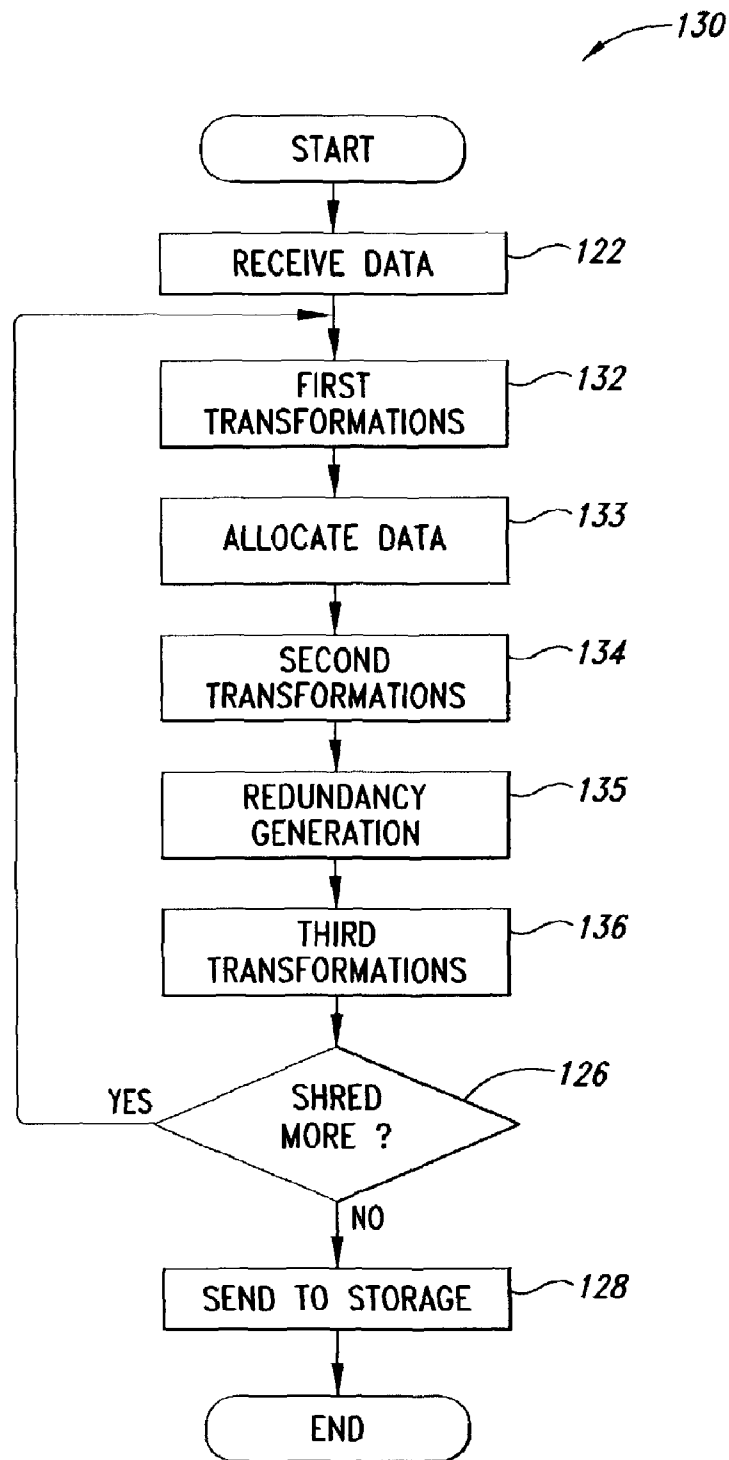 130
START
RECEIVE DATA
122
FIRST
TRANSFORMATIONS
132
ALLOCATE DATA
133
SECOND
TRANSFORMATIONS
134
REDUNDANCY
GENERATION
135
THIRD
TRANSFORMATIONS
136
YES
SHRED
MORE ?
126
NO
SEND TO STORAGE
128
END